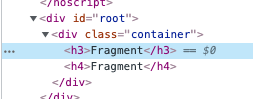 </noscript>
▼<div id="root">
▼<div class="container">
<h3>Fragment</h3> == $0
<h4>Fragment</h4>
</div>
</div>